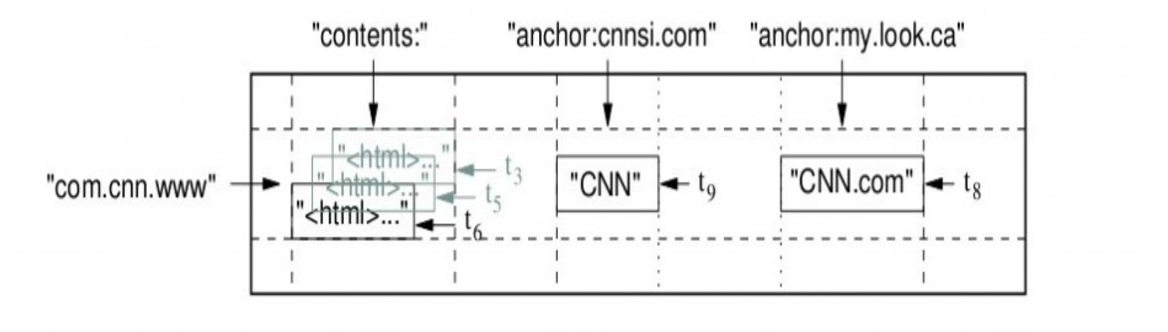 "contents:" "anchor:cnnsi.com" "anchor:my.look.ca"
"<html>..." t3
"com.cnn.www" "<html>..." t5 "CNN" t9 "CNN.com" t8
"<html>..." t6